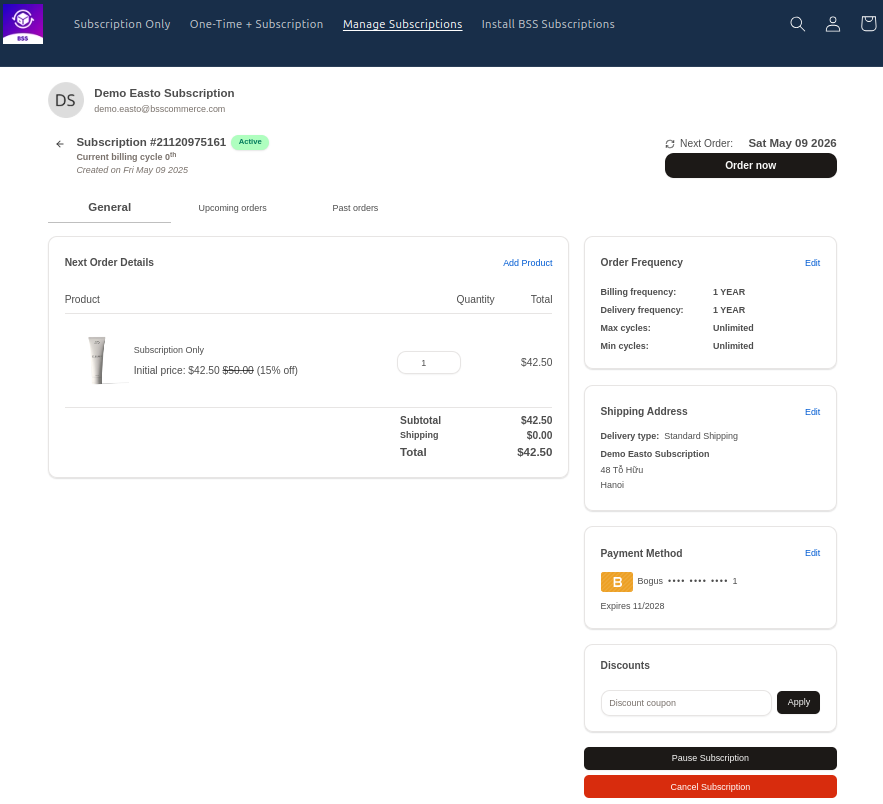 BSS
Subscription Only One-Time + Subscription Manage Subscriptions Install BSS Subscriptions
DS
Demo Easto Subscription
demo.easto@bsscommerce.com
← Subscription #21120975161 Active
Current billing cycle 0th
Created on Fri May 09 2025
Next Order: Sat May 09 2026
Order now
General Upcoming orders Past orders
Next Order Details Add Product
Product Quantity Total
Subscription Only
Initial price: $42.50 $50.00 (15% off)
1
$42.50
Subtotal $42.50
Shipping $0.00
Total $42.50
Order Frequency Edit
Billing frequency: 1 YEAR
Delivery frequency: 1 YEAR
Max cycles: Unlimited
Min cycles: Unlimited
Shipping Address Edit
Delivery type: Standard Shipping
Demo Easto Subscription
48 Tố Hữu
Hanoi
Payment Method Edit
B Bogus •••• •••• •••• 1
Expires 11/2028
Discounts
Discount coupon Apply
Pause Subscription
Cancel Subscription